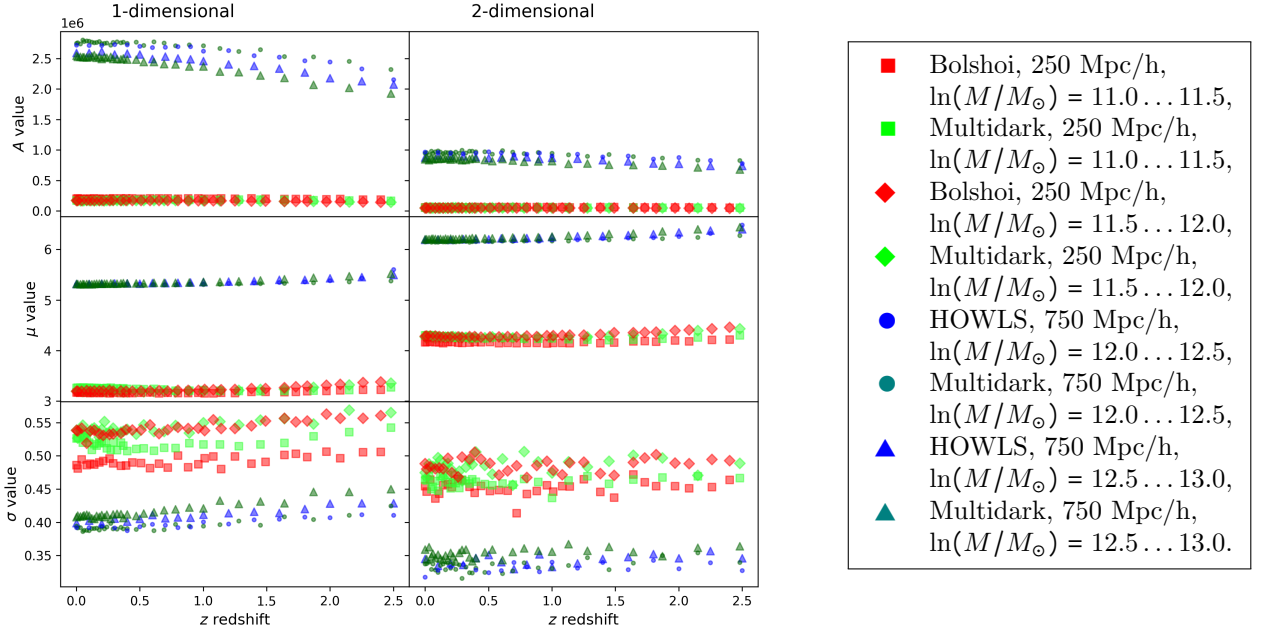 1-dimensional
2-dimensional
1e6
2.5
2.0
1.5
1.0
0.5
0.0
A value
6
5
4
3
μ value
0.55
0.50
0.45
0.40
0.35
σ value
0.0 0.5 1.0 1.5 2.0 2.5
0.0 0.5 1.0 1.5 2.0 2.5
z redshift
z redshift
Bolshoi, 250 Mpc/h,
ln(M/M⊙) = 11.0…11.5,
Multidark, 250 Mpc/h,
ln(M/M⊙) = 11.0…11.5,
Bolshoi, 250 Mpc/h,
ln(M/M⊙) = 11.5…12.0,
Multidark, 250 Mpc/h,
ln(M/M⊙) = 11.5…12.0,
HOWLS, 750 Mpc/h,
ln(M/M⊙) = 12.0…12.5,
Multidark, 750 Mpc/h,
ln(M/M⊙) = 12.0…12.5,
HOWLS, 750 Mpc/h,
ln(M/M⊙) = 12.5…13.0,
Multidark, 750 Mpc/h,
ln(M/M⊙) = 12.5…13.0.